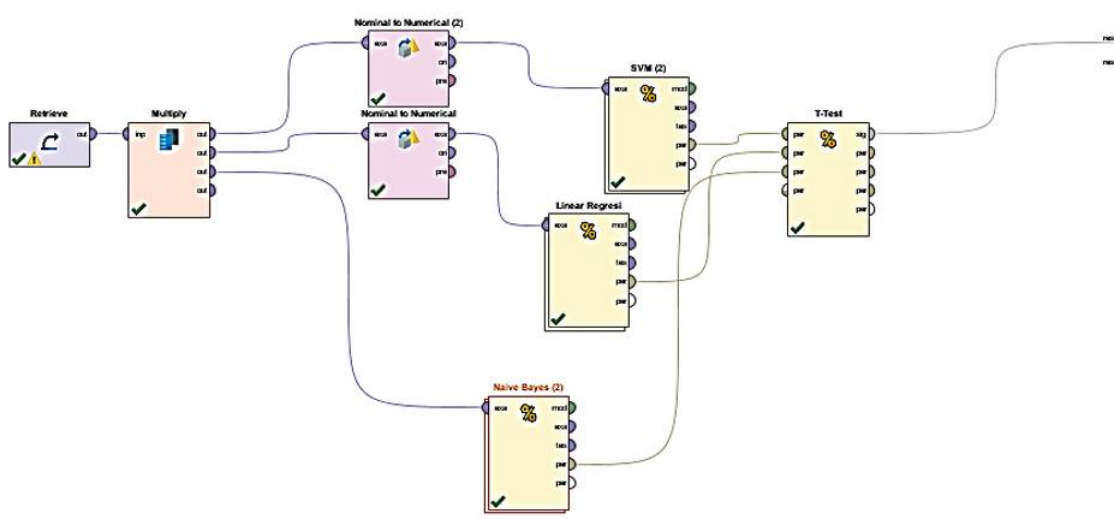 Nominal to Numerical (2)
exa
exa
ori
pre
SVM (2)
exa
mod
exa
tes
per
per
Retrieve
out
Multiply
inp
out
out
out
out
Nominal to Numerical
exa
exa
ori
pre
T-Test
per
per
per
per
sig
per
per
per
per
res
res
Linear Regresi
exa
mod
exa
tes
per
per
Naive Bayes (2)
exa
mod
exa
tes
per
per